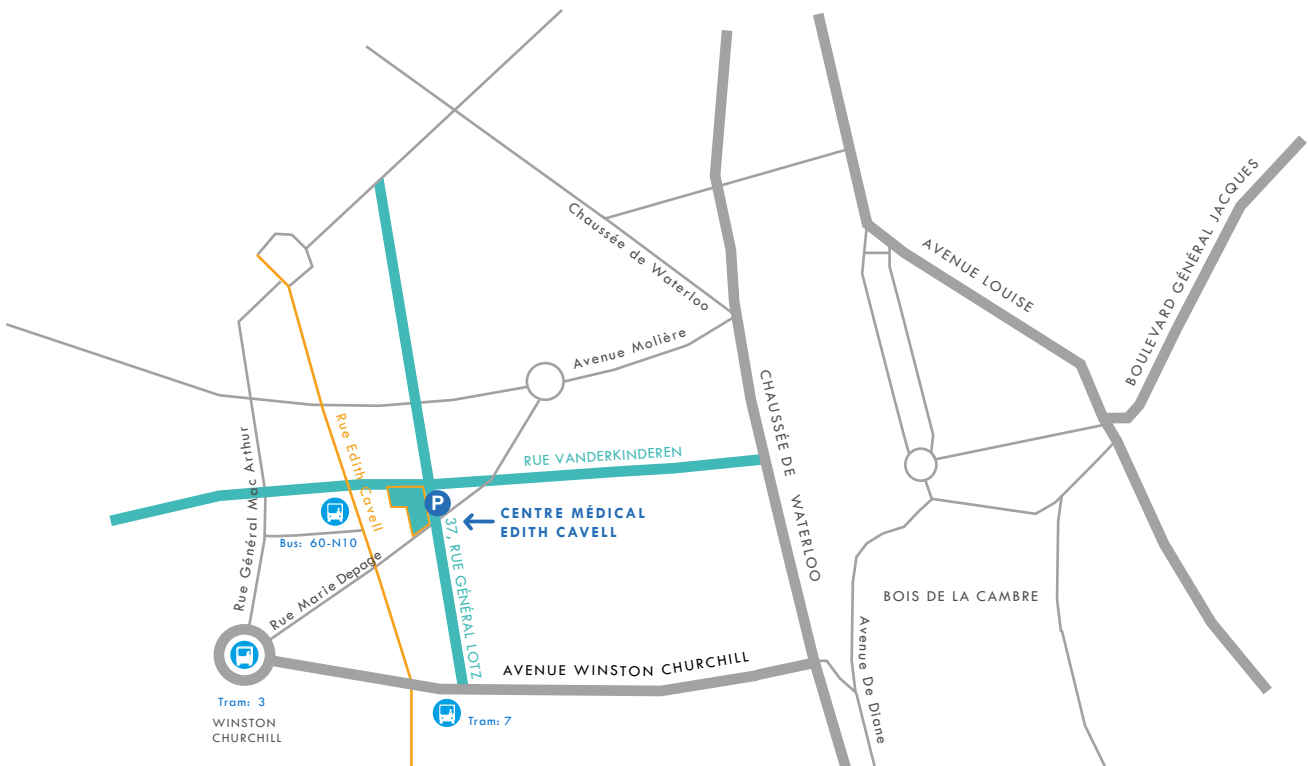 BOULEVARD GÉNÉRAL JACQUES
Chaussée de Waterloo
AVENUE LOUISE
Avenue Molière
CHAUSSÉE DE WATERLOO
Rue Edith Cavell
Rue Général Mac Arthur
RUE VANDERKINDEREN
P
CENTRE MÉDICAL
EDITH CAVELL
37, RUE GÉNÉRAL LOTZ
Bus: 60-N10
Rue Marie Depage
BOIS DE LA CAMBRE
Avenue De Diane
AVENUE WINSTON CHURCHILL
Tram: 3
WINSTON
CHURCHILL
Tram: 7